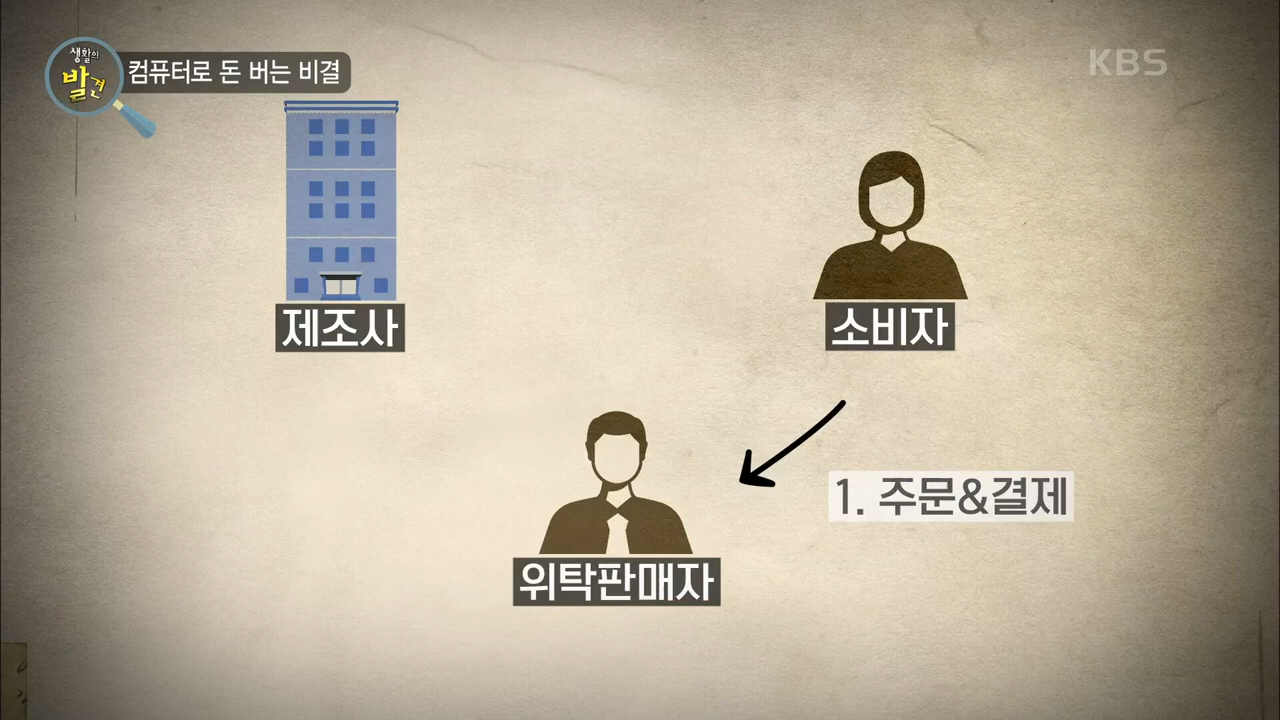 생활의
발견
컴퓨터로 돈 버는 비결
KBS
제조사
소비자
1. 주문&결제
위탁판매자